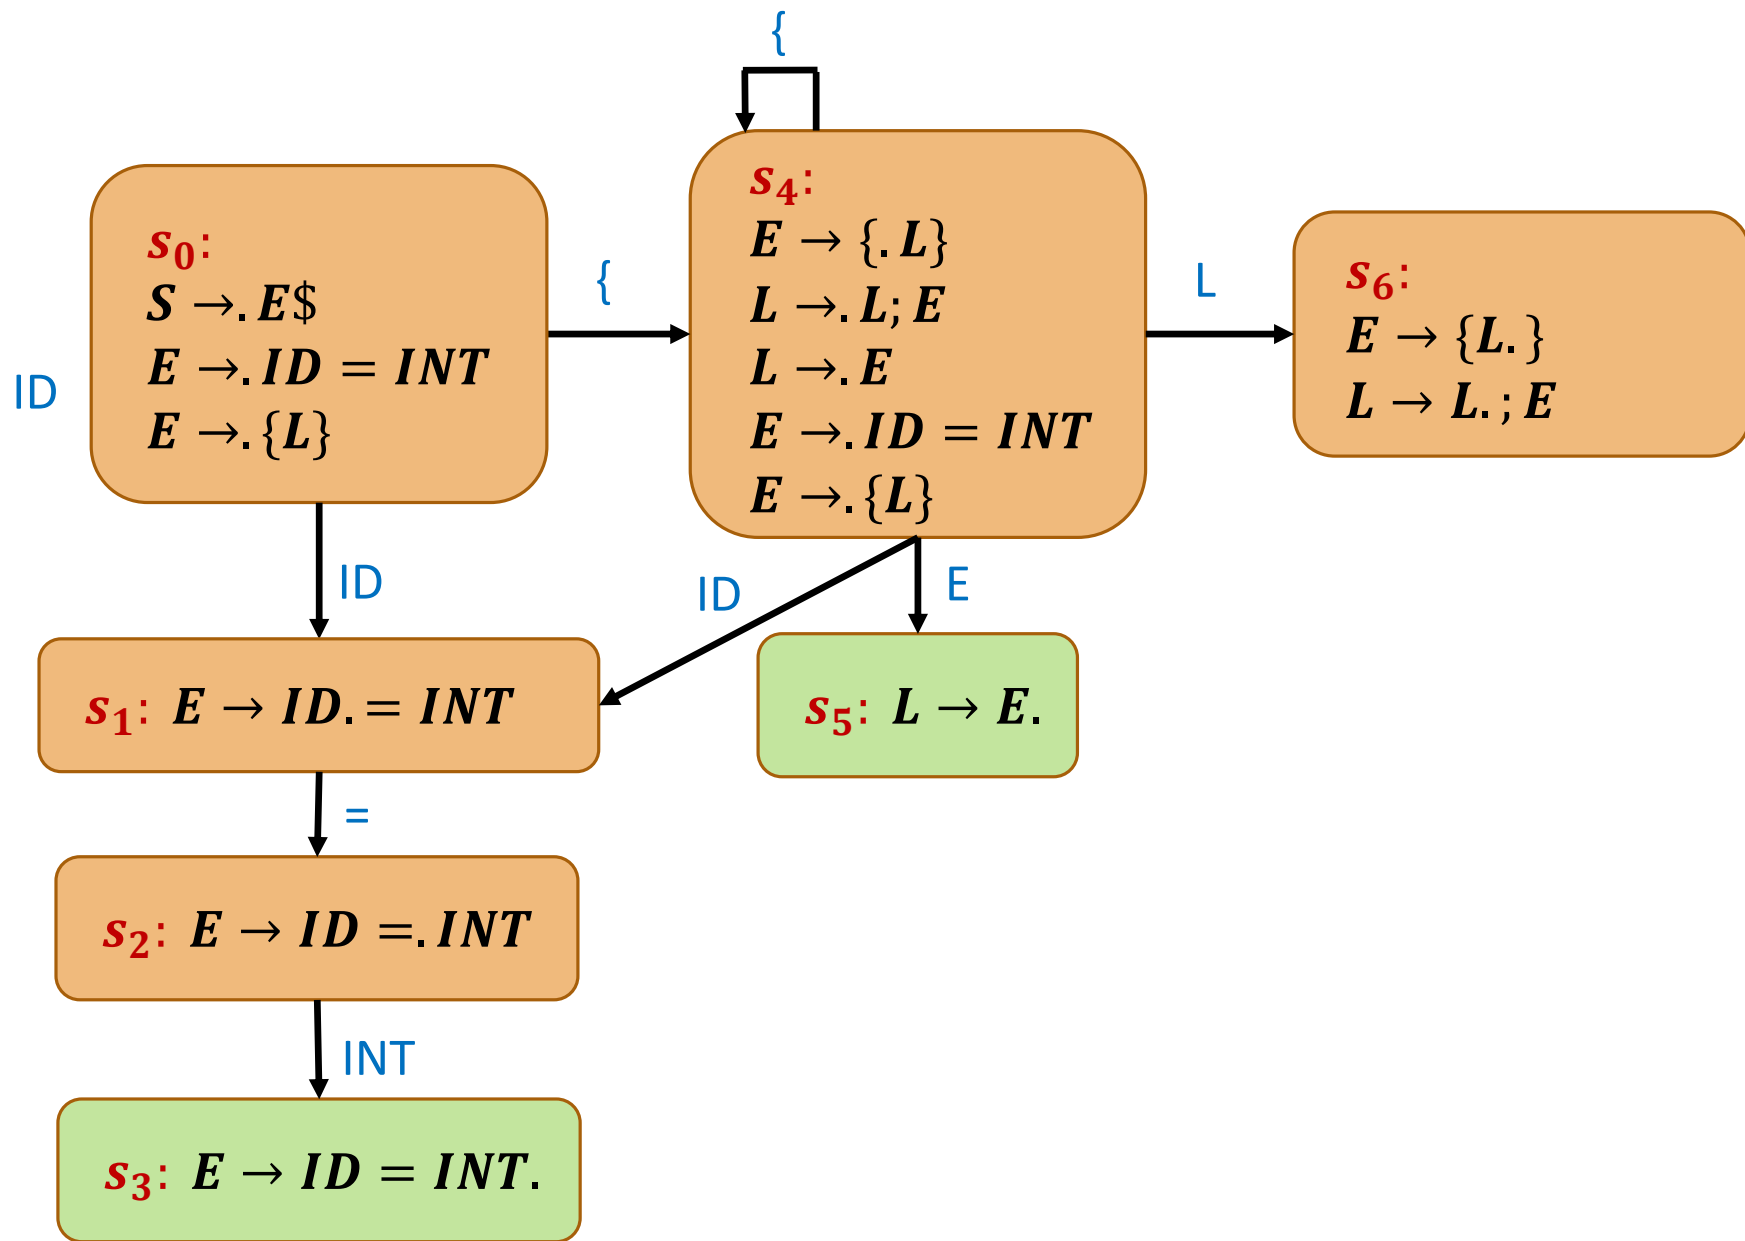 {
s₀:
S → . E$
E → . ID = INT
E → . {L}
ID
{
s₄:
E → {. L}
L → . L; E
L → . E
E → . ID = INT
E → . {L}
L
s₆:
E → {L. }
L → L. ; E
ID
ID
E
s₁: E → ID. = INT
s₅: L → E.
=
s₂: E → ID =. INT
INT
s₃: E → ID = INT.